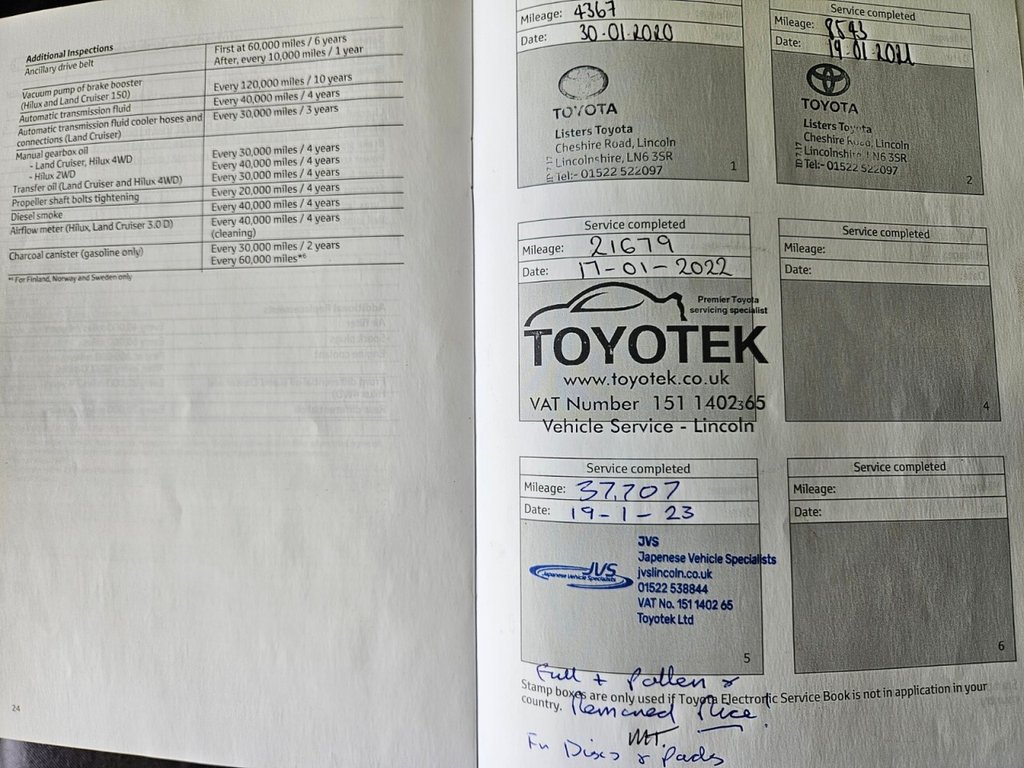 Additional Inspections
Ancillary drive belt
First at 60,000 miles / 6 years
After, every 10,000 miles / 1 year
Vacuum pump of brake booster
(Hilux and Land Cruiser 150)
Every 120,000 miles / 10 years
Automatic transmission fluid
Every 40,000 miles / 4 years
Automatic transmission fluid cooler hoses and
connections (Land Cruiser)
Every 30,000 miles / 3 years
Manual gearbox oil
- Land Cruiser, Hilux 4WD
Every 30,000 miles / 4 years
- Hilux 2WD
Every 40,000 miles / 4 years
Transfer oil (Land Cruiser and Hilux 4WD)
Every 30,000 miles / 4 years
Propeller shaft bolts tightening
Every 20,000 miles / 4 years
Diesel smoke
Every 40,000 miles / 4 years
Airflow meter (Hilux, Land Cruiser 3.0 D)
Every 40,000 miles / 4 years
(cleaning)
Charcoal canister (gasoline only)
Every 30,000 miles / 2 years
Every 60,000 miles*⁶
*⁶ For Finland, Norway and Sweden only
24
Mileage: 4367
Date: 30.01.2020
TOYOTA
Listers Toyota
Cheshire Road, Lincoln
Lincolnshire, LN6 3SR
Tel:- 01522 522097
1
Service completed
Mileage: 9593
Date: 19.01.2021
TOYOTA
Listers Toyota
Cheshire Road, Lincoln
Lincolnshire LN6 3SR
Tel:- 01522 522097
2
Service completed
Mileage: 21679
Date: 17-01-2022
Premier Toyota
servicing specialist
TOYOTEK
www.toyotek.co.uk
VAT Number 151 1402 65
3
Vehicle Service - Lincoln
Service completed
Mileage:
Date:
4
Service completed
Mileage: 37,707
Date: 19-1-23
JVS
Japenese Vehicle Specialists
JVS
Japenese Vehicle Specialists
jvslincoln.co.uk
01522 538844
VAT No. 151 1402 65
Toyotek Ltd
5
Service completed
Mileage:
Date:
6
Full + Pollen &
Stamp boxes are only used if Toyota Electronic Service Book is not in application in your
country.
Removed Mice!
MT.
Fr Discs & Pads